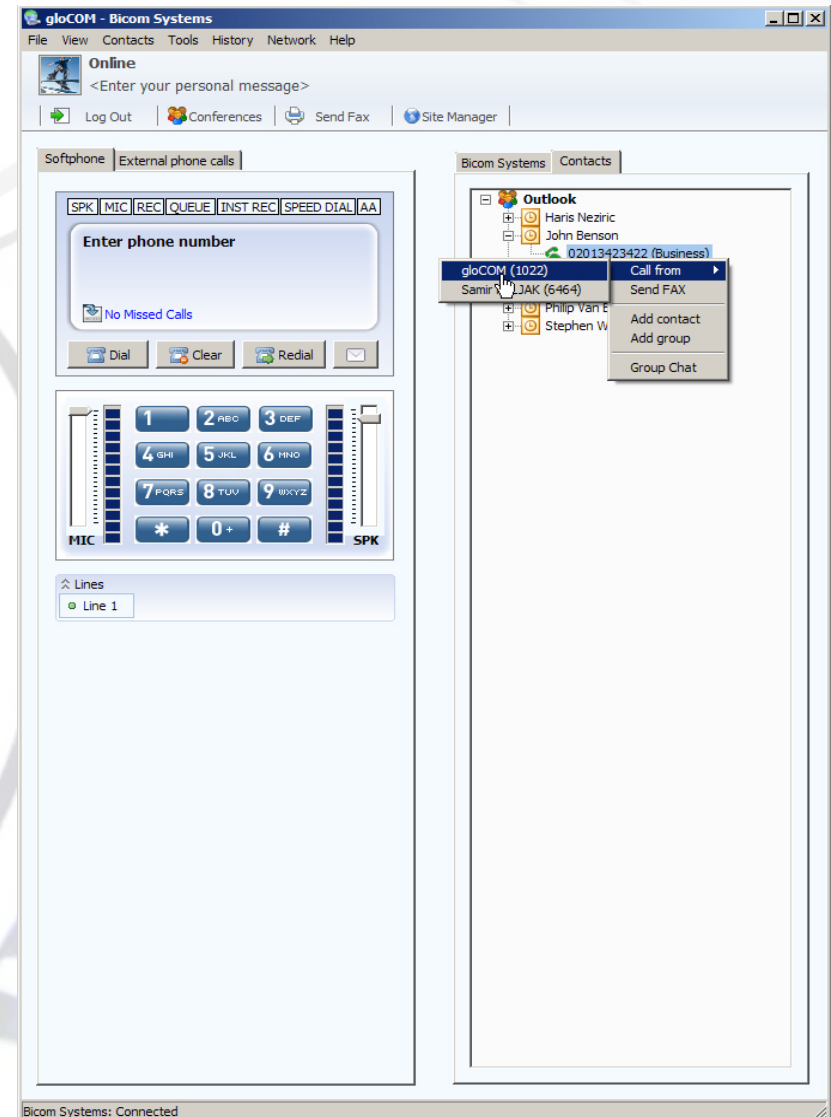 gloCOM - Bicom Systems
File View Contacts Tools History Network Help
Online
<Enter your personal message>
Log Out Conferences Send Fax Site Manager
Softphone External phone calls
SPK MIC REC QUEUE INST REC SPEED DIAL AA
Enter phone number
No Missed Calls
Dial Clear Redial
1 2 ABC 3 DEF
4 GHI 5 JKL 6 MNO
7 PQRS 8 TUV 9 WXYZ
* 0 + #
MIC SPK
Lines
Line 1
Bicom Systems Contacts
Outlook
Haris Neziric
John Benson
02013423422 (Business)
gloCOM (1022) Call from
Samir (6464) Send FAX
Philip Van
Stephen W
Add contact
Add group
Group Chat
Bicom Systems: Connected